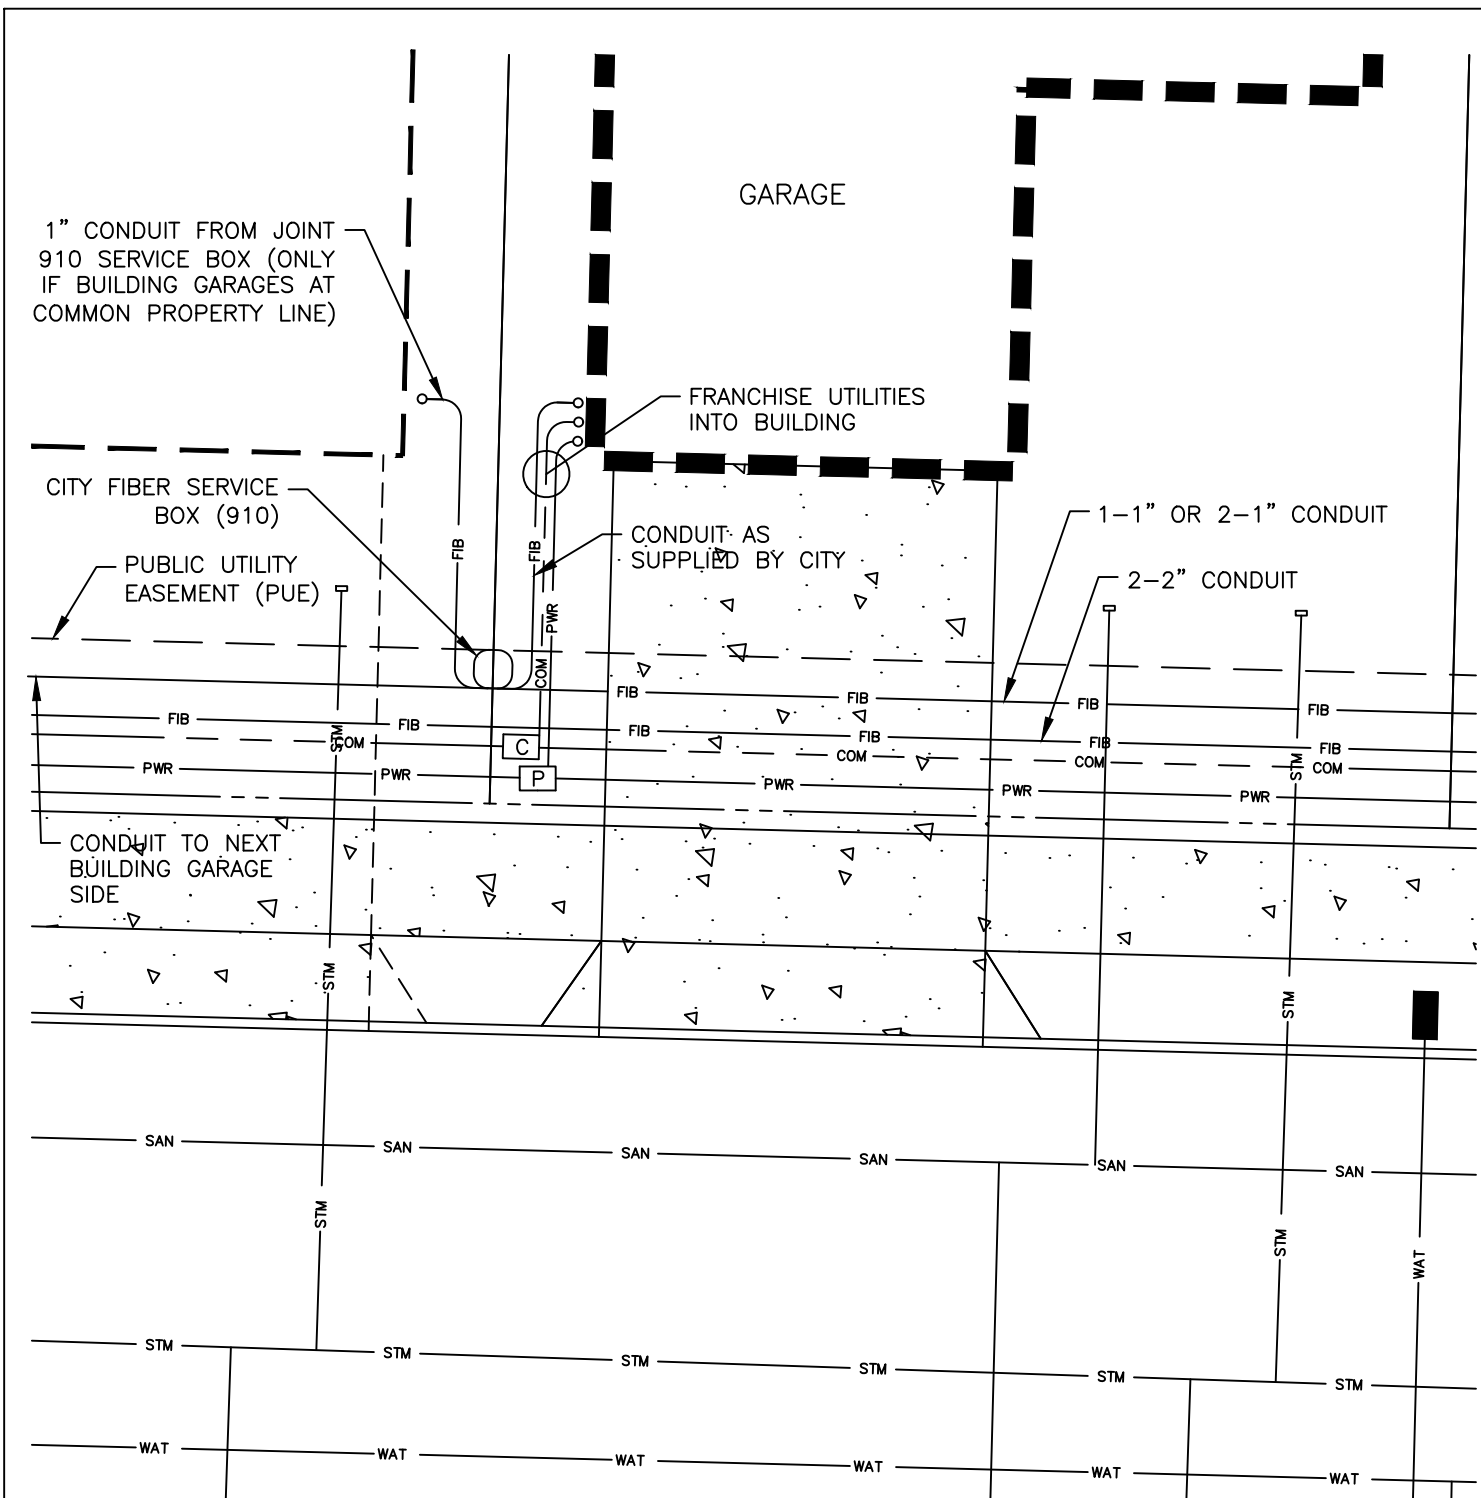 GARAGE
1” CONDUIT FROM JOINT
910 SERVICE BOX (ONLY
IF BUILDING GARAGES AT
COMMON PROPERTY LINE)
FRANCHISE UTILITIES
INTO BUILDING
CITY FIBER SERVICE
BOX (910)
1–1” OR 2–1” CONDUIT
CONDUIT AS
SUPPLIED BY CITY
PUBLIC UTILITY
EASEMENT (PUE)
2–2” CONDUIT
FIB
FIB
PWR
COM
FIB
FIB
FIB
FIB
FIB
FIB
FIB
FIB
FIB
FIB
STM
COM
C
COM
COM
COM
STM
PWR
PWR
P
PWR
PWR
PWR
CONDUIT TO NEXT
BUILDING GARAGE
SIDE
STM
STM
SAN
SAN
SAN
SAN
SAN
SAN
STM
STM
WAT
STM
STM
STM
STM
STM
STM
WAT
WAT
WAT
WAT
WAT
WAT